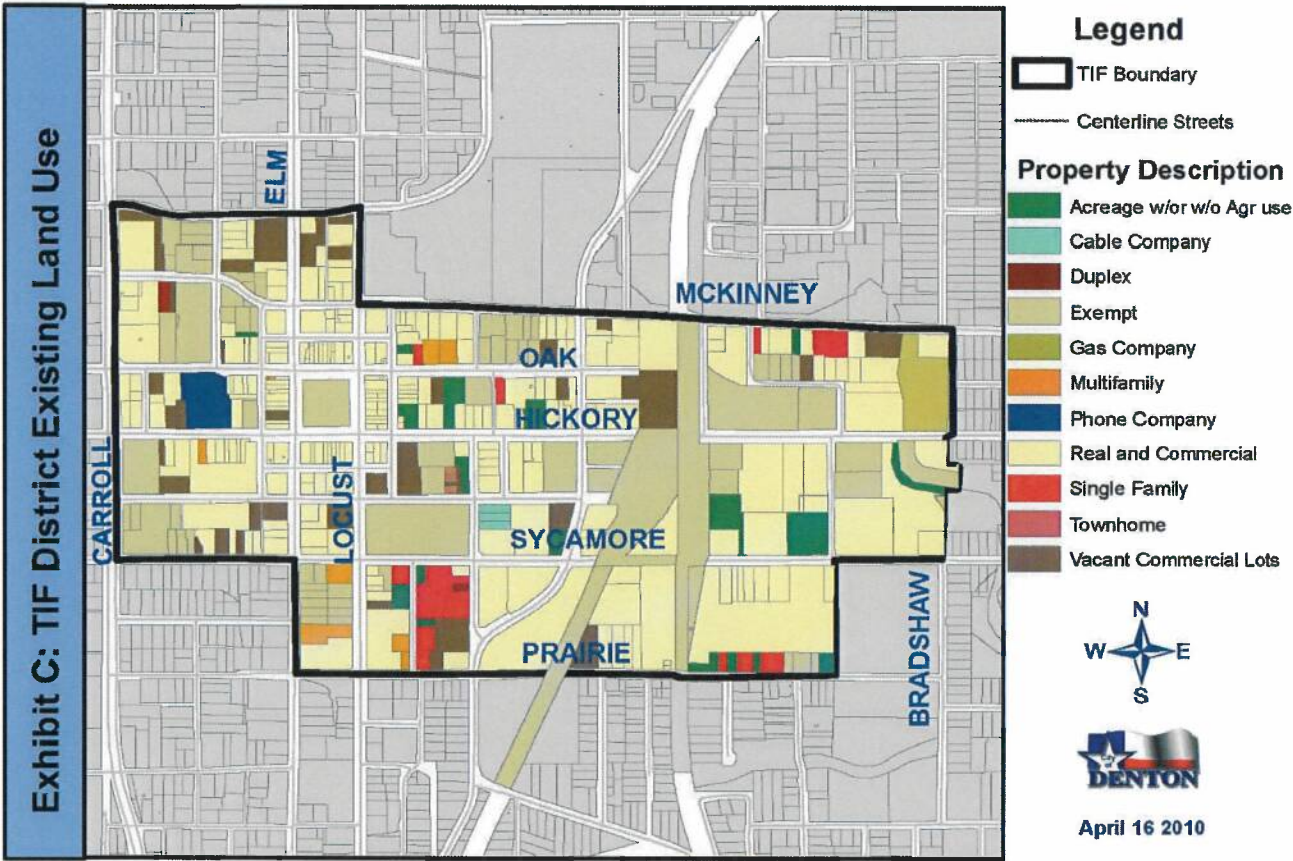 Exhibit C: TIF District Existing Land Use
ELM
MCKINNEY
OAK
HICKORY
CARROLL
LOCUST
SYCAMORE
PRAIRIE
BRADSHAW
Legend
TIF Boundary
Centerline Streets
Property Description
Acreage w/or w/o Agr use
Cable Company
Duplex
Exempt
Gas Company
Multifamily
Phone Company
Real and Commercial
Single Family
Townhome
Vacant Commercial Lots
N
W E
S
City of
DENTON
April 16 2010